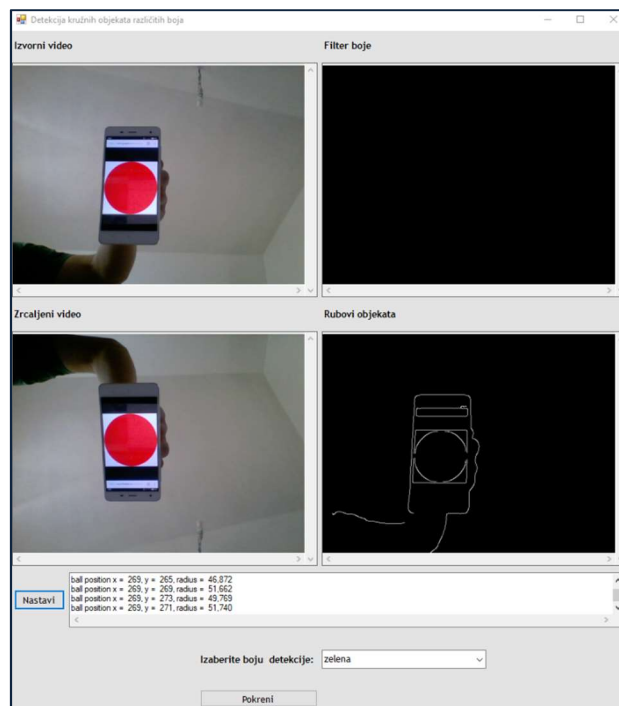 Detekcija kružnih objekata različitih boja
Izvorni video
Filter boje
Zrcaljeni video
Rubovi objekata
Nastavi
ball position x = 269, y = 265, radius = 46,872
ball position x = 269, y = 269, radius = 51,662
ball position x = 269, y = 273, radius = 49,769
ball position x = 269, y = 271, radius = 51,740
Izaberite boju detekcije:
zelena
Pokreni